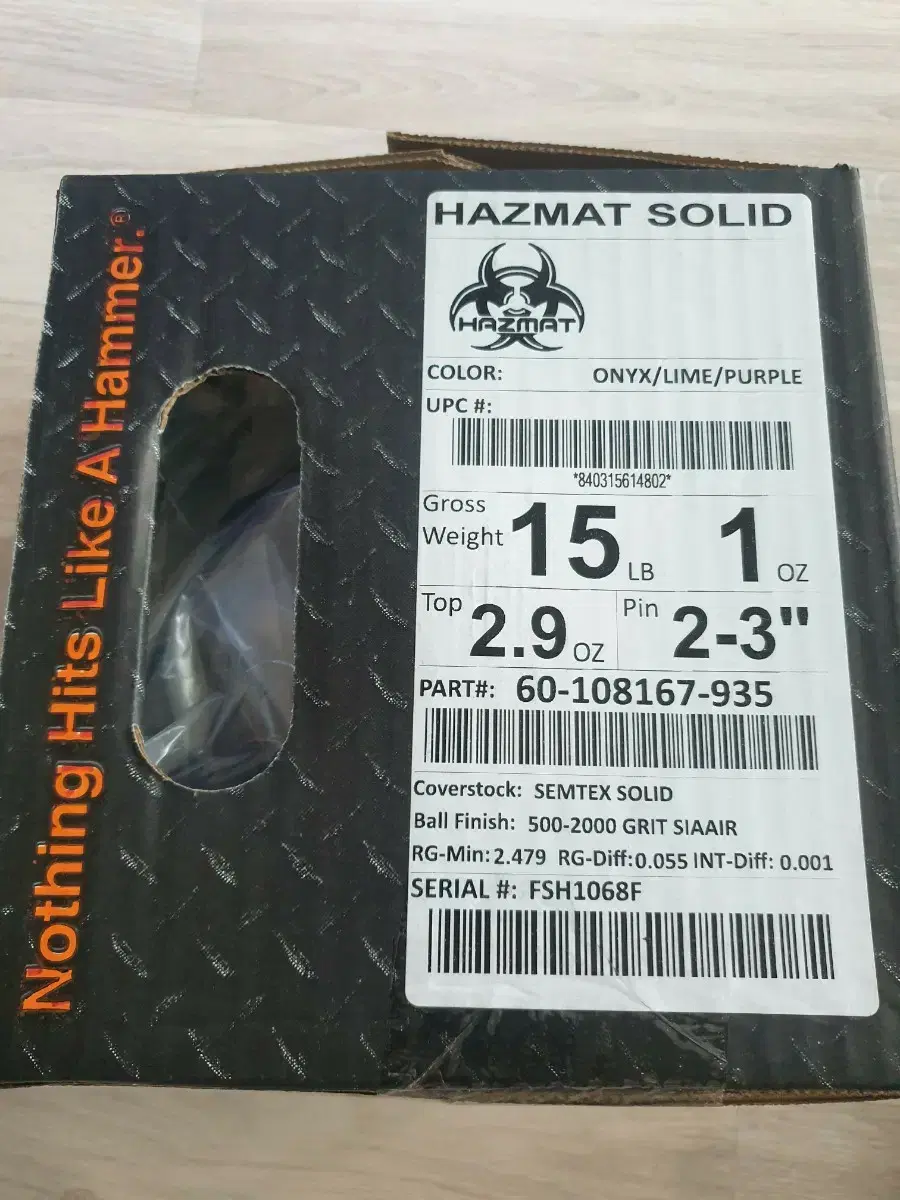 Nothing Hits Like A Hammer.®
HAZMAT SOLID
HAZMAT
COLOR: ONYX/LIME/PURPLE
UPC #:
*840315614802*
Gross Weight 15 LB 1 OZ
Top 2.9 OZ Pin 2-3"
PART#: 60-108167-935
Coverstock: SEMTEX SOLID
Ball Finish: 500-2000 GRIT SIAAIR
RG-Min: 2.479 RG-Diff:0.055 INT-Diff: 0.001
SERIAL #: FSH1068F